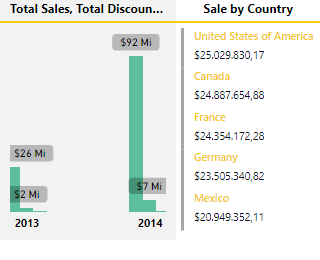 Total Sales, Total Discoun...
$92 Mi
$26 Mi
$2 Mi
$7 Mi
2013
2014
Sale by Country
United States of America
$25.029.830,17
Canada
$24.887.654,88
France
$24.354.172,28
Germany
$23.505.340,82
Mexico
$20.949.352,11